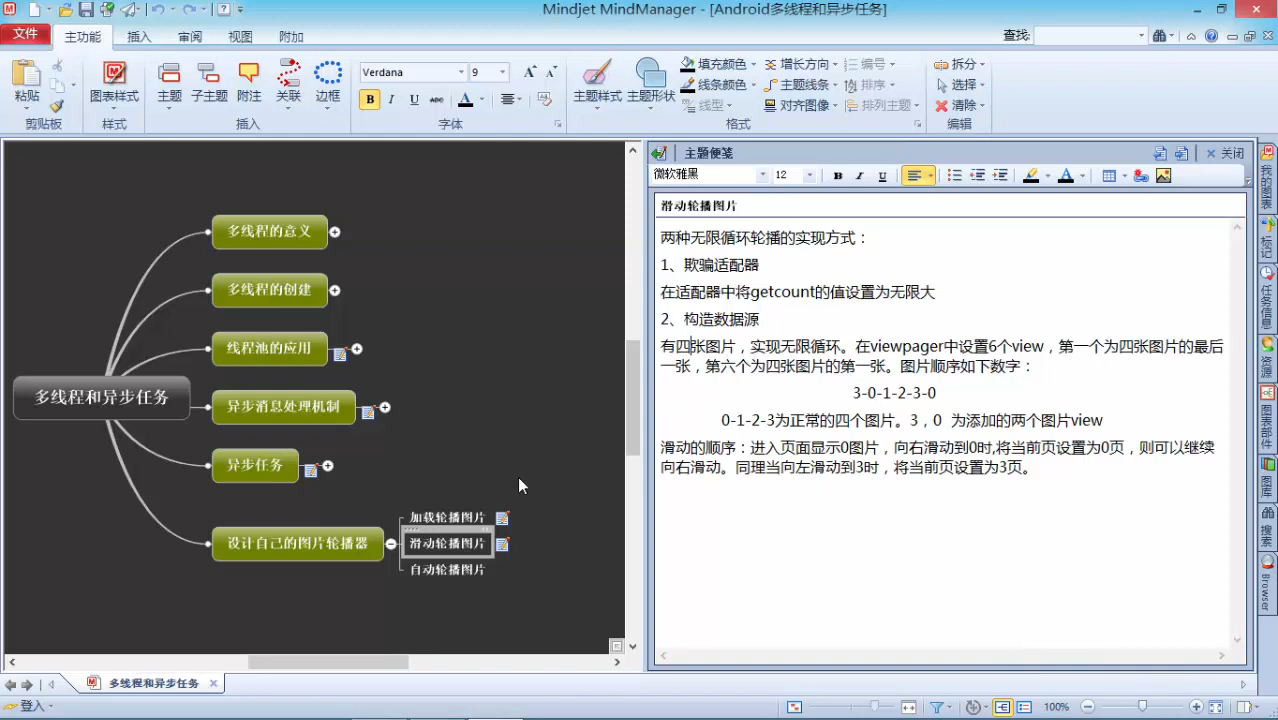 Mindjet MindManager - [Android多线程和异步任务]
文件
主功能
插入
审阅
视图
附加
查找:
粘贴
剪贴板
图表样式
样式
主题
子主题
附注
关联
边框
插入
Verdana
9
字体
主题样式
主题形状
填充颜色
线条颜色
线型
增长方向
主题线条
对齐图像
编号
排序
排列主题
格式
拆分
选择
清除
编辑
多线程和异步任务
多线程的意义
多线程的创建
线程池的应用
异步消息处理机制
异步任务
设计自己的图片轮播器
加载轮播图片
滑动轮播图片
自动轮播图片
主题便笺
关闭
微软雅黑
12
滑动轮播图片
两种无限循环轮播的实现方式：
1、欺骗适配器
在适配器中将getcount的值设置为无限大
2、构造数据源
有四张图片，实现无限循环。在viewpager中设置6个view，第一个为四张图片的最后
一张，第六个为四张图片的第一张。图片顺序如下数字：
3-0-1-2-3-0
0-1-2-3为正常的四个图片。3，0 为添加的两个图片view
滑动的顺序：进入页面显示0图片，向右滑动到0时,将当前页设置为0页，则可以继续
向右滑动。同理当向左滑动到3时，将当前页设置为3页。
我的图表
标记
任务信息
资源
图表部件
图库
搜索
Browser
多线程和异步任务
登入
100%